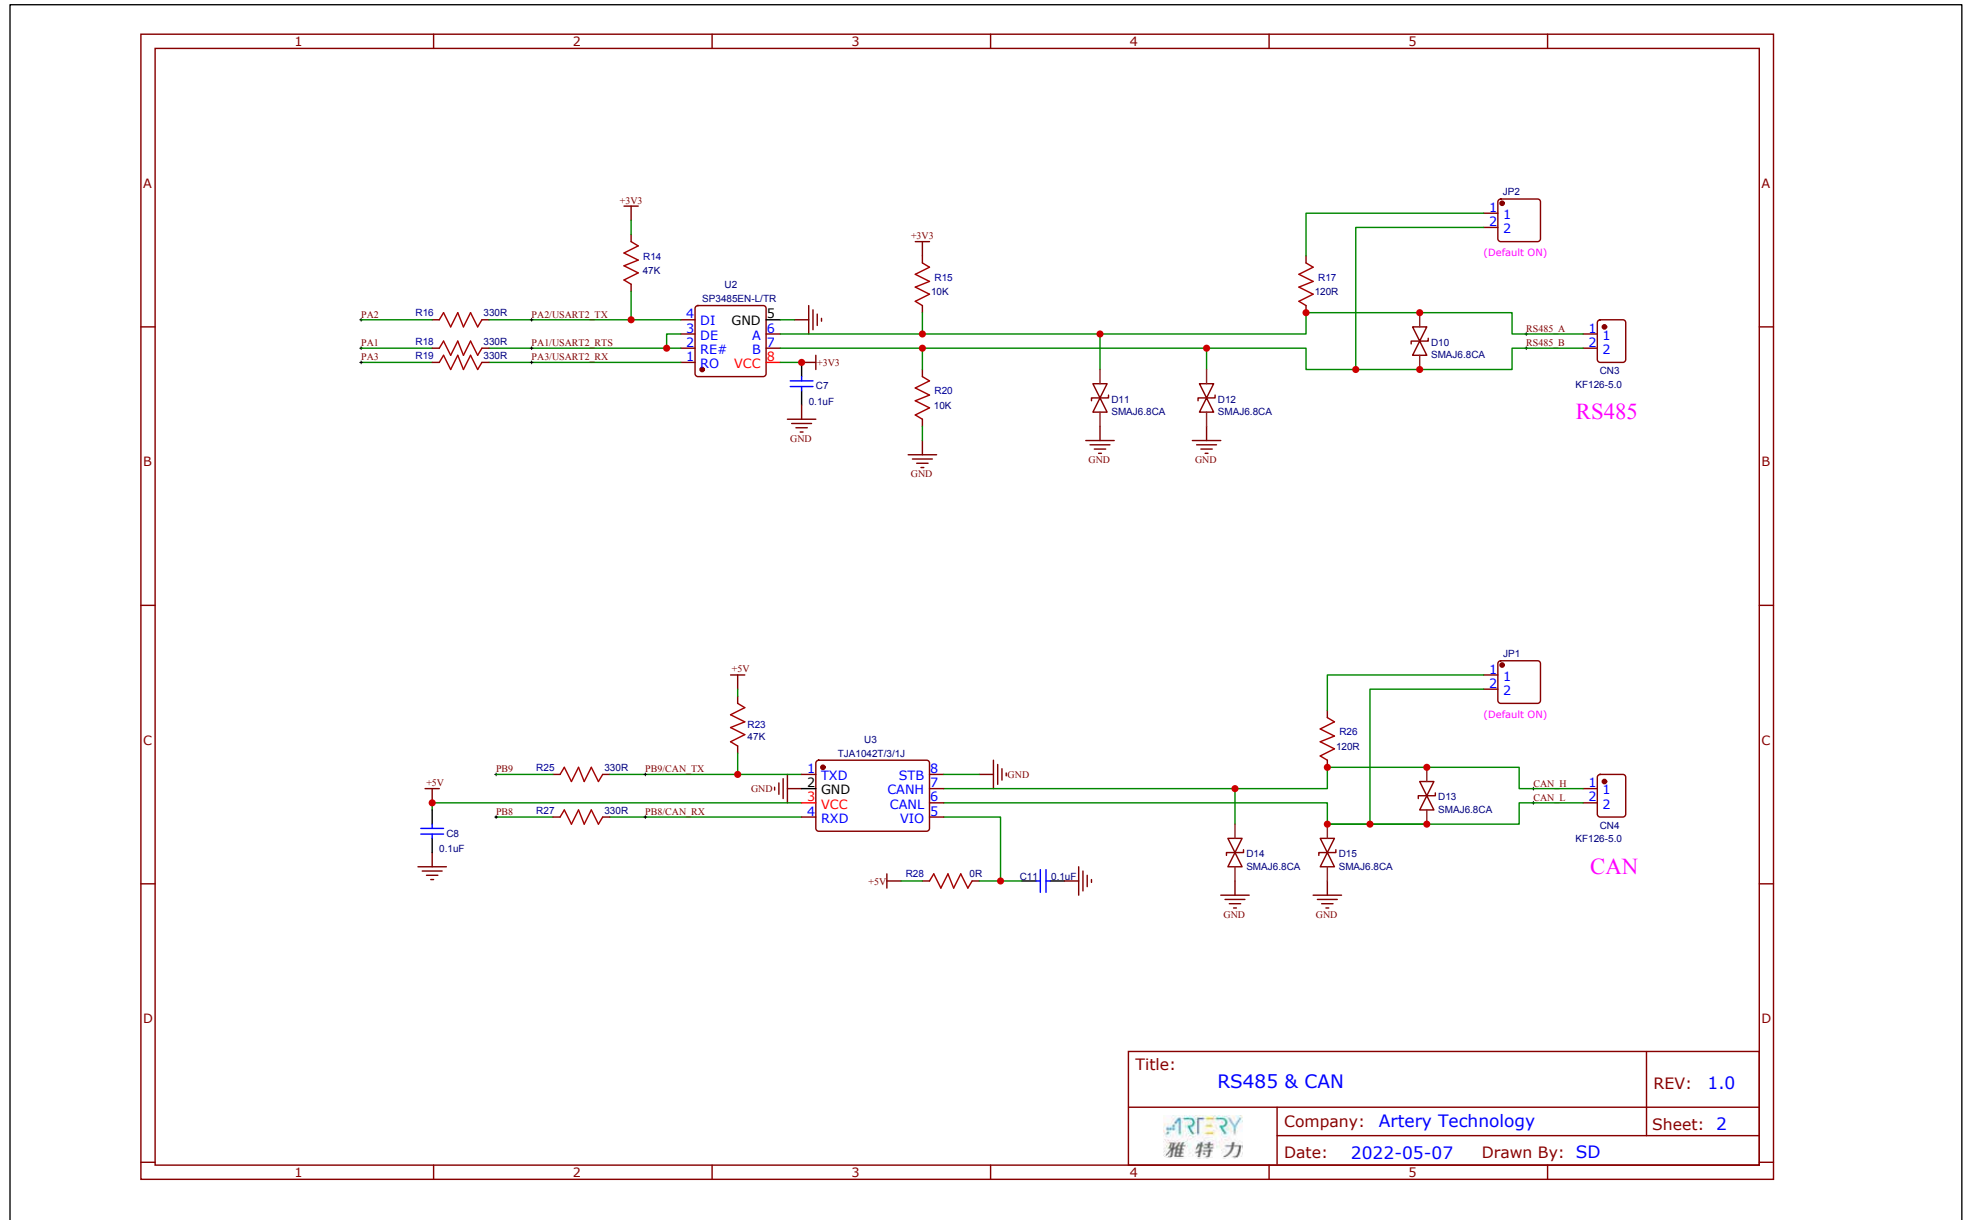 1 2 3 4 5
A A
JP2
1 1
2 2
(Default ON)
+3V3
R14
47K
+3V3
R15
10K
R17
120R
U2
SP3485EN-L/TR
PA2 R16 330R PA2/USART2_TX 4 DI GND 5
3 DE A 6
PA1 R18 330R PA1/USART2_RTS 2 RE# B 7
PA3 R19 330R PA3/USART2_RX 1 RO VCC 8 +3V3
C7
0.1uF
GND
R20
10K
GND
D11
SMAJ6.8CA
GND
D12
SMAJ6.8CA
GND
D10
SMAJ6.8CA
RS485_A 1 1
RS485_B 2 2
CN3
KF126-5.0
RS485
B B
JP1
1 1
2 2
(Default ON)
+5V
R23
47K
R26
120R
C C
U3
TJA1042T/3/1J
PB9 R25 330R PB9/CAN_TX 1 TXD STB 8 GND
GND 2 GND CANH 7
+5V 3 VCC CANL 6
PB8 R27 330R PB8/CAN_RX 4 RXD VIO 5
C8
0.1uF
+5V R28 0R C11 0.1uF
D14
SMAJ6.8CA
GND
D15
SMAJ6.8CA
GND
D13
SMAJ6.8CA
CAN_H 1 1
CAN_L 2 2
CN4
KF126-5.0
CAN
D D
Title:
RS485 & CAN
REV: 1.0
ARTERY
雅特力
Company: Artery Technology
Sheet: 2
Date: 2022-05-07 Drawn By: SD
1 2 3 4 5